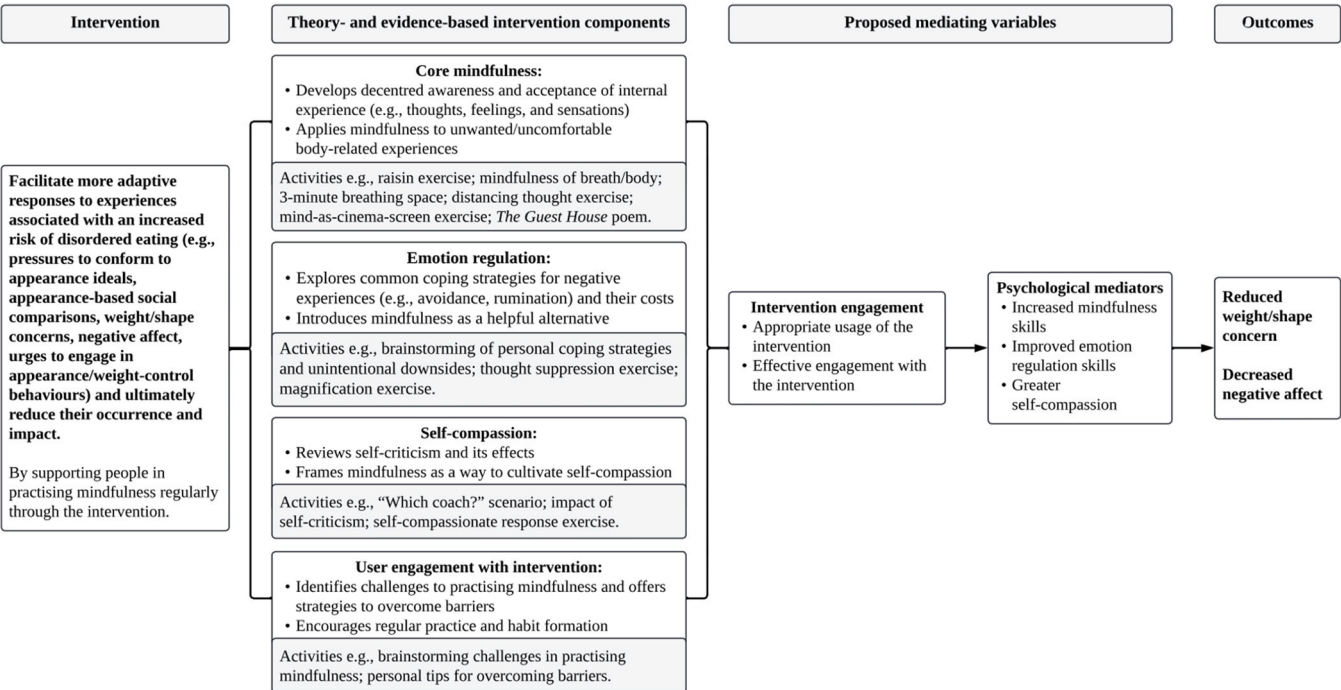 Intervention
Theory- and evidence-based intervention components
Proposed mediating variables
Outcomes
Facilitate more adaptive
responses to experiences
associated with an increased
risk of disordered eating (e.g.,
pressures to conform to
appearance ideals,
appearance-based social
comparisons, weight/shape
concerns, negative affect,
urges to engage in
appearance/weight-control
behaviours) and ultimately
reduce their occurrence and
impact.
By supporting people in
practising mindfulness regularly
through the intervention.
Core mindfulness:
• Develops decentred awareness and acceptance of internal
experience (e.g., thoughts, feelings, and sensations)
• Applies mindfulness to unwanted/uncomfortable
body-related experiences
Activities e.g., raisin exercise; mindfulness of breath/body;
3-minute breathing space; distancing thought exercise;
mind-as-cinema-screen exercise; The Guest House poem.
Emotion regulation:
• Explores common coping strategies for negative
experiences (e.g., avoidance, rumination) and their costs
• Introduces mindfulness as a helpful alternative
Activities e.g., brainstorming of personal coping strategies
and unintentional downsides; thought suppression exercise;
magnification exercise.
Self-compassion:
• Reviews self-criticism and its effects
• Frames mindfulness as a way to cultivate self-compassion
Activities e.g., “Which coach?” scenario; impact of
self-criticism; self-compassionate response exercise.
User engagement with intervention:
• Identifies challenges to practising mindfulness and offers
strategies to overcome barriers
• Encourages regular practice and habit formation
Activities e.g., brainstorming challenges in practising
mindfulness; personal tips for overcoming barriers.
Intervention engagement
• Appropriate usage of the
intervention
• Effective engagement with
the intervention
Psychological mediators
• Increased mindfulness
skills
• Improved emotion
regulation skills
• Greater
self-compassion
Reduced
weight/shape
concern
Decreased
negative affect